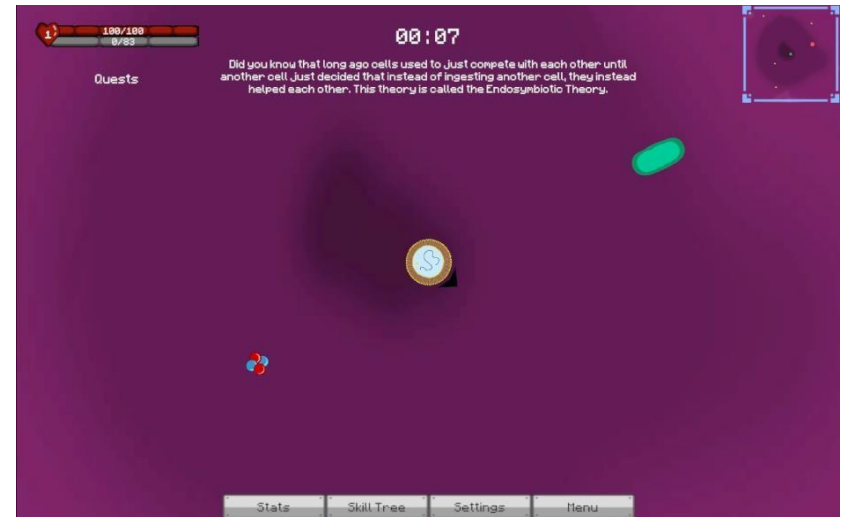 1
100/100
0/83
00:07
Quests
Did you know that long ago cells used to just compete with each other until
another cell just decided that instead of ingesting another cell, they instead
helped each other. This theory is called the Endosymbiotic Theory.
Stats
Skill Tree
Settings
Menu